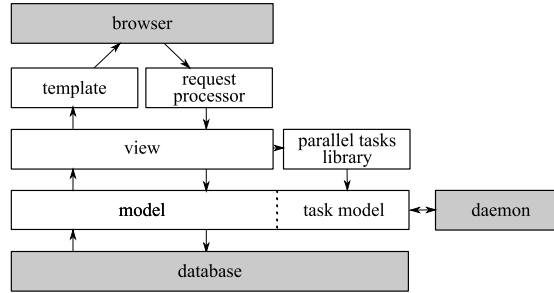 browser
template
request
processor
view
parallel tasks
library
model
task model
daemon
database